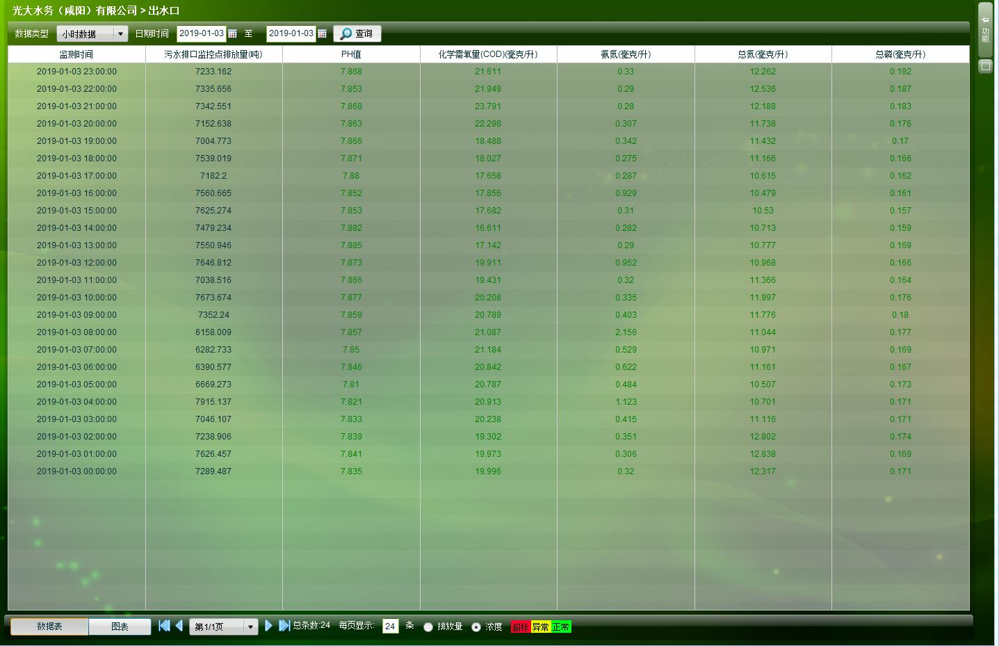 光大水务（咸阳）有限公司 > 出水口
数据类型 小时数据 日期时间 2019-01-03 至 2019-01-03 查询
监测时间 污水排口监控点排放量(吨) PH值 化学需氧量(COD)(毫克/升) 氨氮(毫克/升) 总氮(毫克/升) 总磷(毫克/升)
2019-01-03 23:00:00 7233.162 7.868 21.611 0.33 12.262 0.192
2019-01-03 22:00:00 7335.656 7.853 21.949 0.29 12.536 0.187
2019-01-03 21:00:00 7342.551 7.868 23.791 0.28 12.188 0.183
2019-01-03 20:00:00 7152.638 7.863 22.298 0.307 11.738 0.176
2019-01-03 19:00:00 7004.773 7.866 18.488 0.342 11.432 0.17
2019-01-03 18:00:00 7539.019 7.871 18.027 0.275 11.166 0.166
2019-01-03 17:00:00 7182.2 7.88 17.658 0.287 10.615 0.162
2019-01-03 16:00:00 7560.665 7.852 17.856 0.929 10.479 0.161
2019-01-03 15:00:00 7625.274 7.853 17.682 0.31 10.53 0.157
2019-01-03 14:00:00 7479.234 7.882 16.611 0.282 10.713 0.159
2019-01-03 13:00:00 7550.946 7.885 17.142 0.29 10.777 0.169
2019-01-03 12:00:00 7646.812 7.873 19.911 0.952 10.968 0.166
2019-01-03 11:00:00 7038.516 7.866 19.431 0.32 11.366 0.164
2019-01-03 10:00:00 7673.674 7.877 20.208 0.335 11.997 0.176
2019-01-03 09:00:00 7352.24 7.859 20.789 0.403 11.776 0.18
2019-01-03 08:00:00 6158.009 7.857 21.087 2.156 11.044 0.177
2019-01-03 07:00:00 6282.733 7.85 21.184 0.529 10.971 0.169
2019-01-03 06:00:00 6390.577 7.846 20.842 0.622 11.161 0.167
2019-01-03 05:00:00 6669.273 7.81 20.787 0.484 10.507 0.173
2019-01-03 04:00:00 7915.137 7.821 20.913 1.123 10.701 0.171
2019-01-03 03:00:00 7046.107 7.833 20.238 0.415 11.116 0.171
2019-01-03 02:00:00 7238.906 7.839 19.302 0.351 12.802 0.174
2019-01-03 01:00:00 7626.457 7.841 19.973 0.306 12.838 0.169
2019-01-03 00:00:00 7289.487 7.835 19.996 0.32 12.317 0.171
数据表 图表 第1/1页 总条数:24 每页显示: 24 条 排放量 浓度 超标 异常 正常
功能